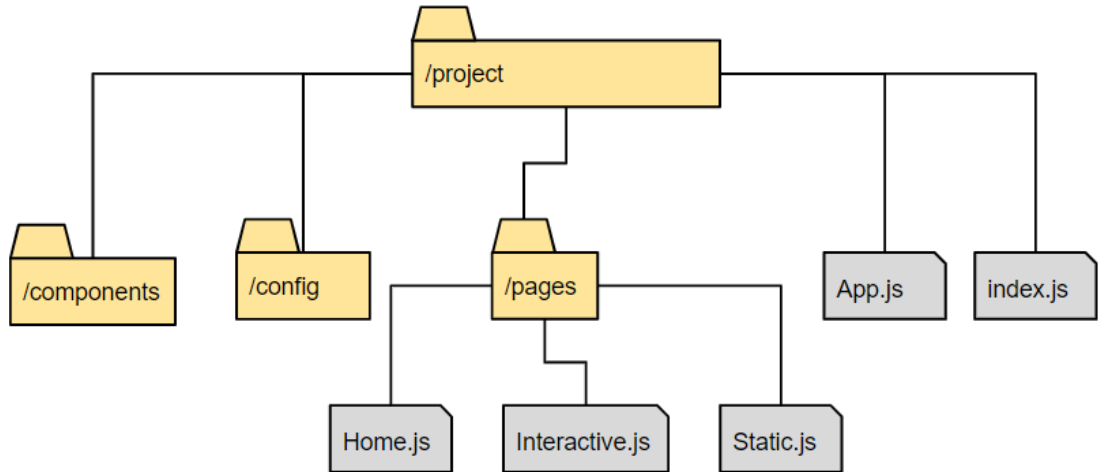 /project
/components
/config
/pages
App.js
index.js
Home.js
Interactive.js
Static.js